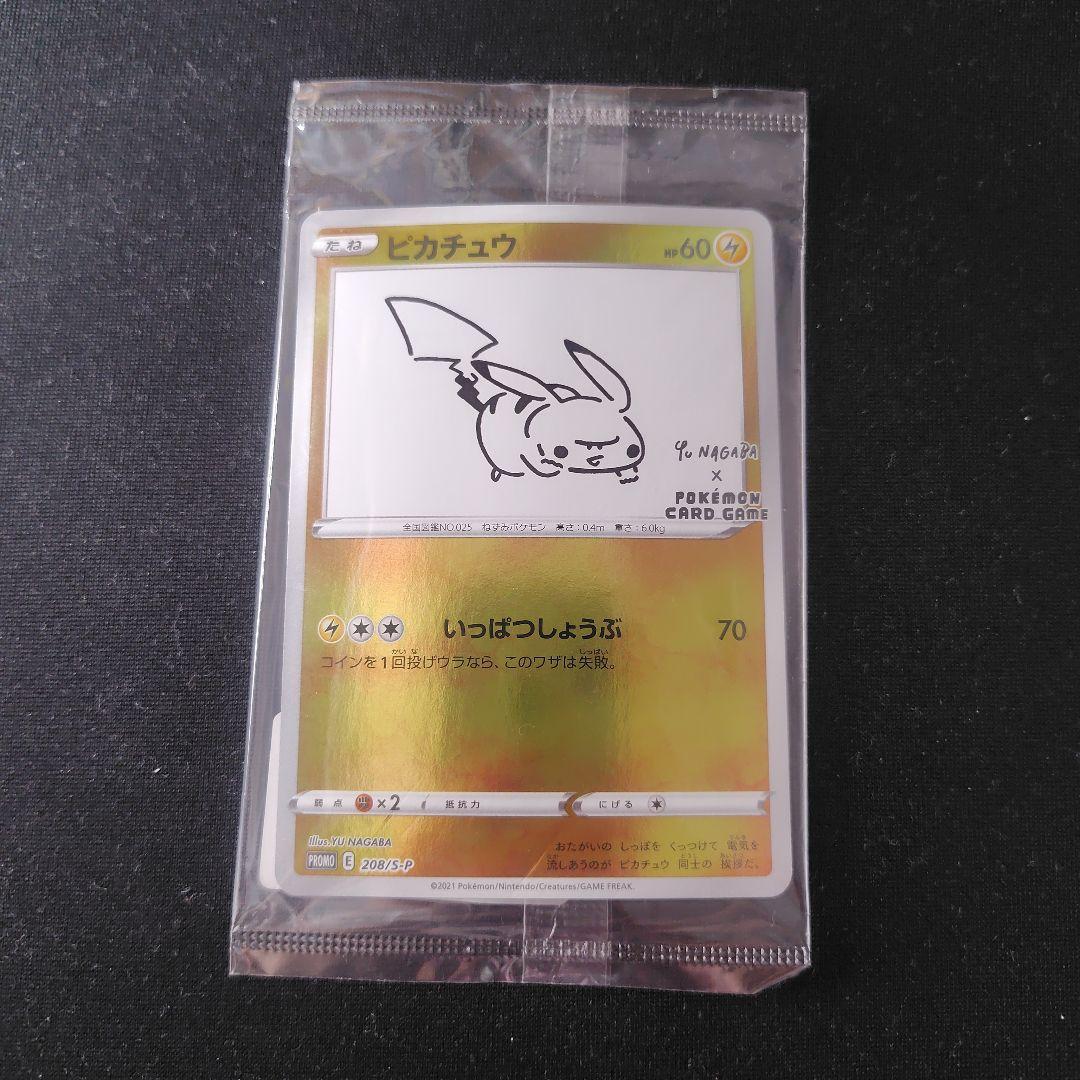 たね ピカチュウ HP60
YU NAGABA
×
POKÉMON
CARD GAME
全国図鑑NO.025 ねずみポケモン 高さ:0.4m 重さ:6.0kg
いっぱつしょうぶ 70
コインを1回投げウラなら、このワザは失敗。
弱点 ×2 抵抗力 にげる
Illus. YU NAGABA
PROMO E 208/S-P
おたがいの しっぽを くっつけて 電気を
流しあうのが ピカチュウ 同士の 挨拶だ。
©2021 Pokémon/Nintendo/Creatures/GAME FREAK.